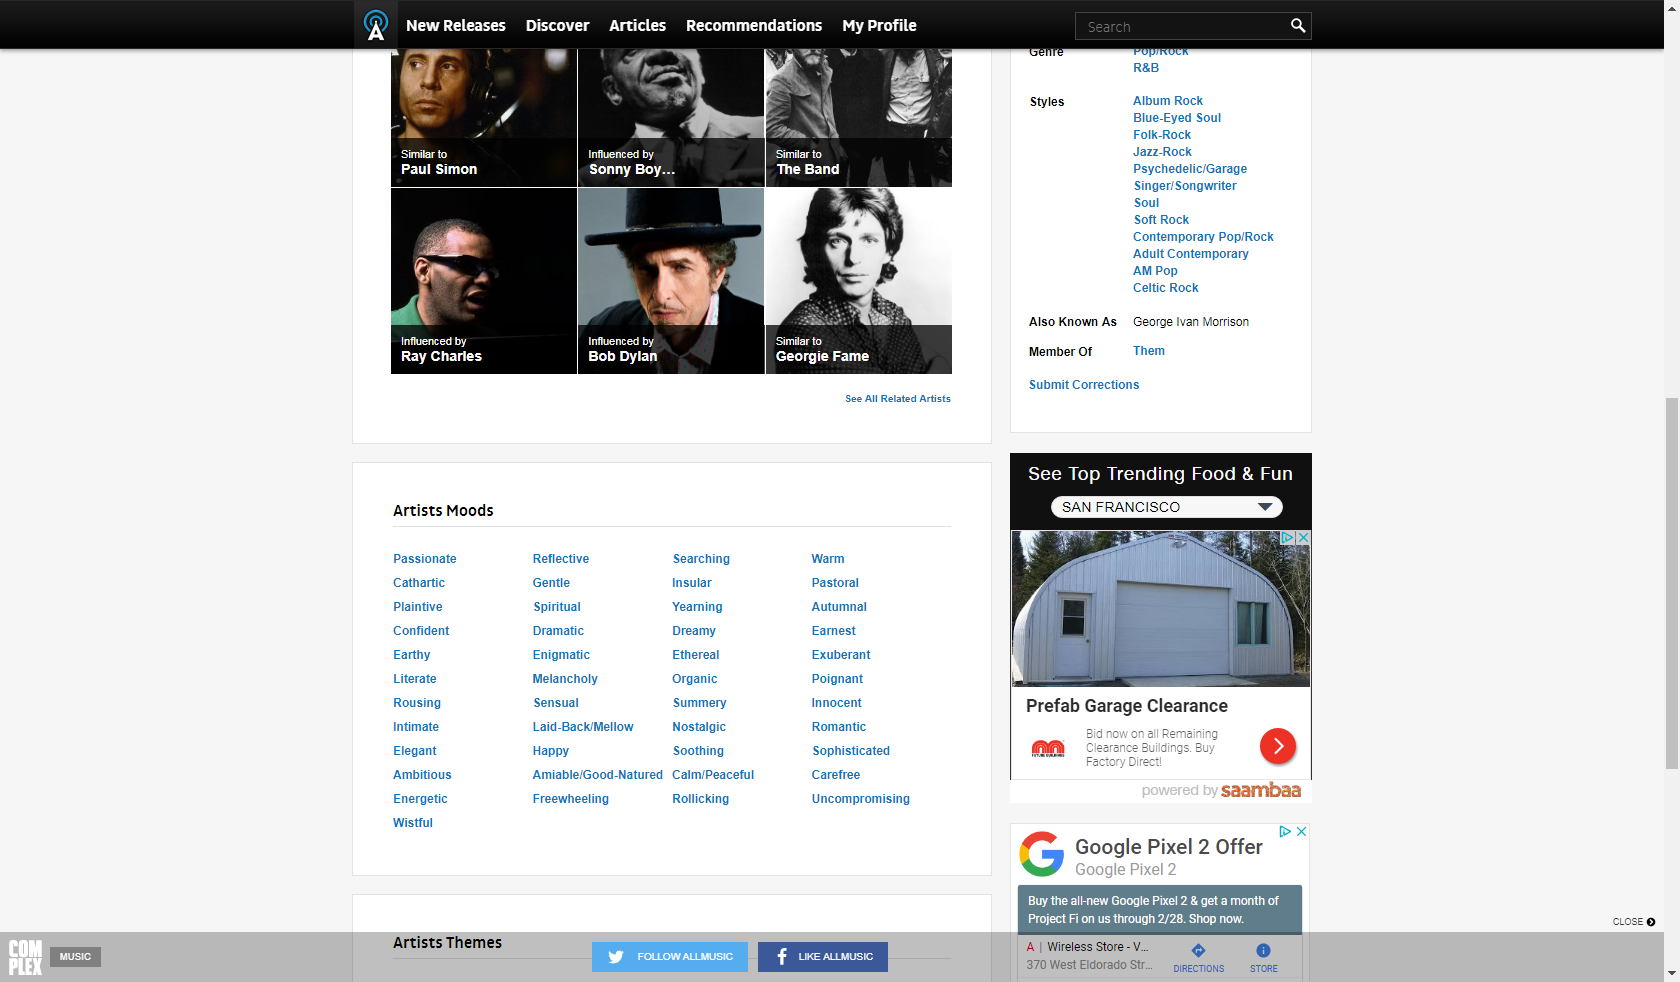 New Releases Discover Articles Recommendations My Profile Search
Similar to
Paul Simon
Influenced by
Sonny Boy...
Similar to
The Band
Influenced by
Ray Charles
Influenced by
Bob Dylan
Similar to
Georgie Fame
See All Related Artists
Genre Pop/Rock
R&B
Styles Album Rock
Blue-Eyed Soul
Folk-Rock
Jazz-Rock
Psychedelic/Garage
Singer/Songwriter
Soul
Soft Rock
Contemporary Pop/Rock
Adult Contemporary
AM Pop
Celtic Rock
Also Known As George Ivan Morrison
Member Of Them
Submit Corrections
Artists Moods
Passionate Reflective Searching Warm
Cathartic Gentle Insular Pastoral
Plaintive Spiritual Yearning Autumnal
Confident Dramatic Dreamy Earnest
Earthy Enigmatic Ethereal Exuberant
Literate Melancholy Organic Poignant
Rousing Sensual Summery Innocent
Intimate Laid-Back/Mellow Nostalgic Romantic
Elegant Happy Soothing Sophisticated
Ambitious Amiable/Good-Natured Calm/Peaceful Carefree
Energetic Freewheeling Rollicking Uncompromising
Wistful
See Top Trending Food & Fun
SAN FRANCISCO
Prefab Garage Clearance
FUTURE BUILDINGS
Bid now on all Remaining
Clearance Buildings. Buy
Factory Direct!
powered by saambaa
Google Pixel 2 Offer
Google Pixel 2
Buy the all-new Google Pixel 2 & get a month of
Project Fi on us through 2/28. Shop now.
A | Wireless Store - V...
370 West Eldorado Str...
DIRECTIONS STORE
CLOSE
Artists Themes
COMPLEX MUSIC
FOLLOW ALLMUSIC LIKE ALLMUSIC